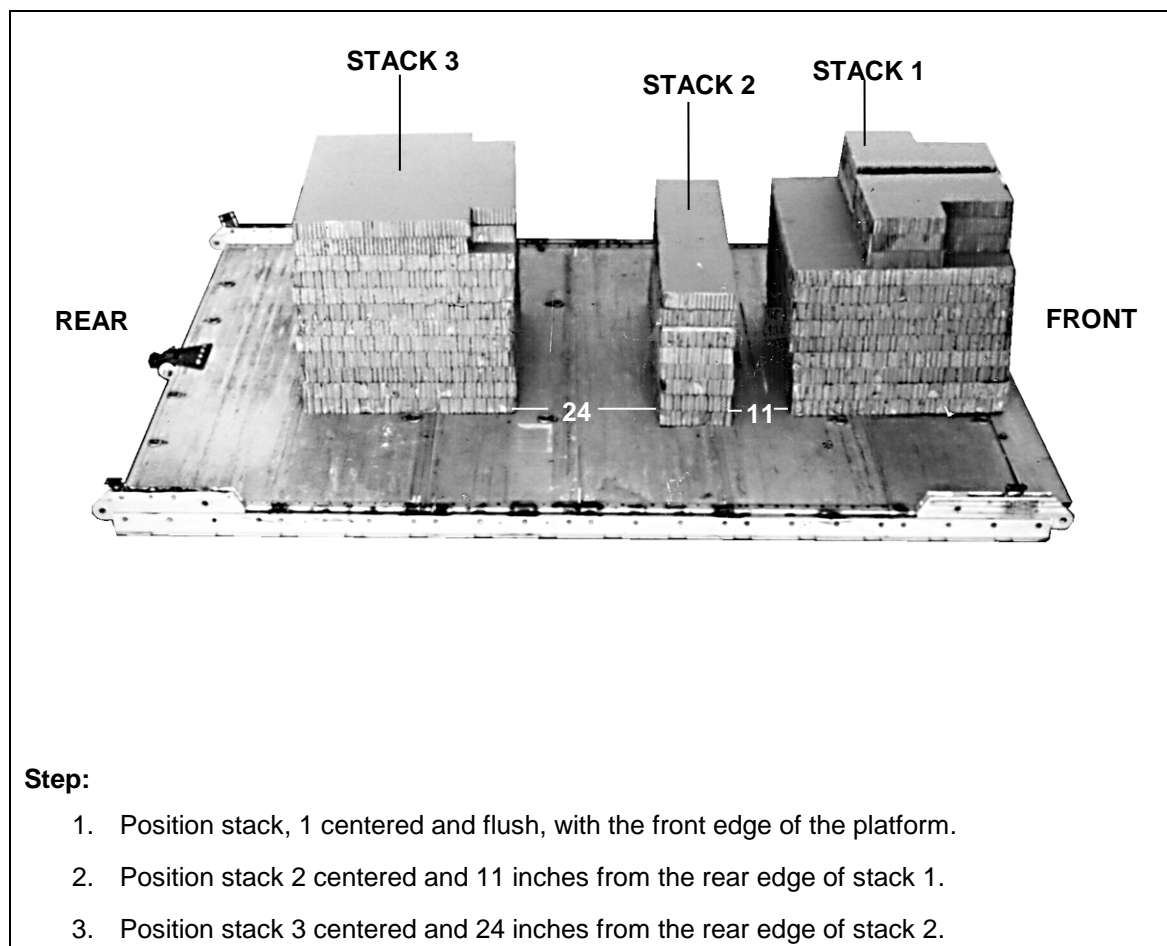 STACK 3
STACK 2
STACK 1
REAR
FRONT
24
11
Step:
1. Position stack, 1 centered and flush, with the front edge of the platform.
2. Position stack 2 centered and 11 inches from the rear edge of stack 1.
3. Position stack 3 centered and 24 inches from the rear edge of stack 2.